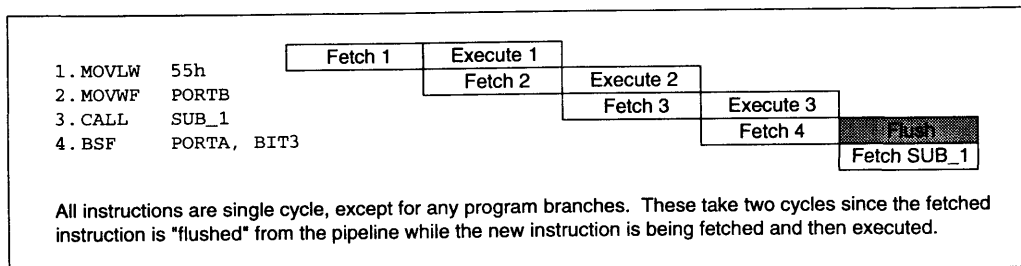 Fetch 1 Execute 1
1. MOVLW 55h
Fetch 2 Execute 2
2. MOVWF PORTB
Fetch 3 Execute 3
3. CALL SUB_1
Fetch 4 Flush
4. BSF PORTA, BIT3
Fetch SUB_1
All instructions are single cycle, except for any program branches. These take two cycles since the fetched
instruction is "flushed" from the pipeline while the new instruction is being fetched and then executed.